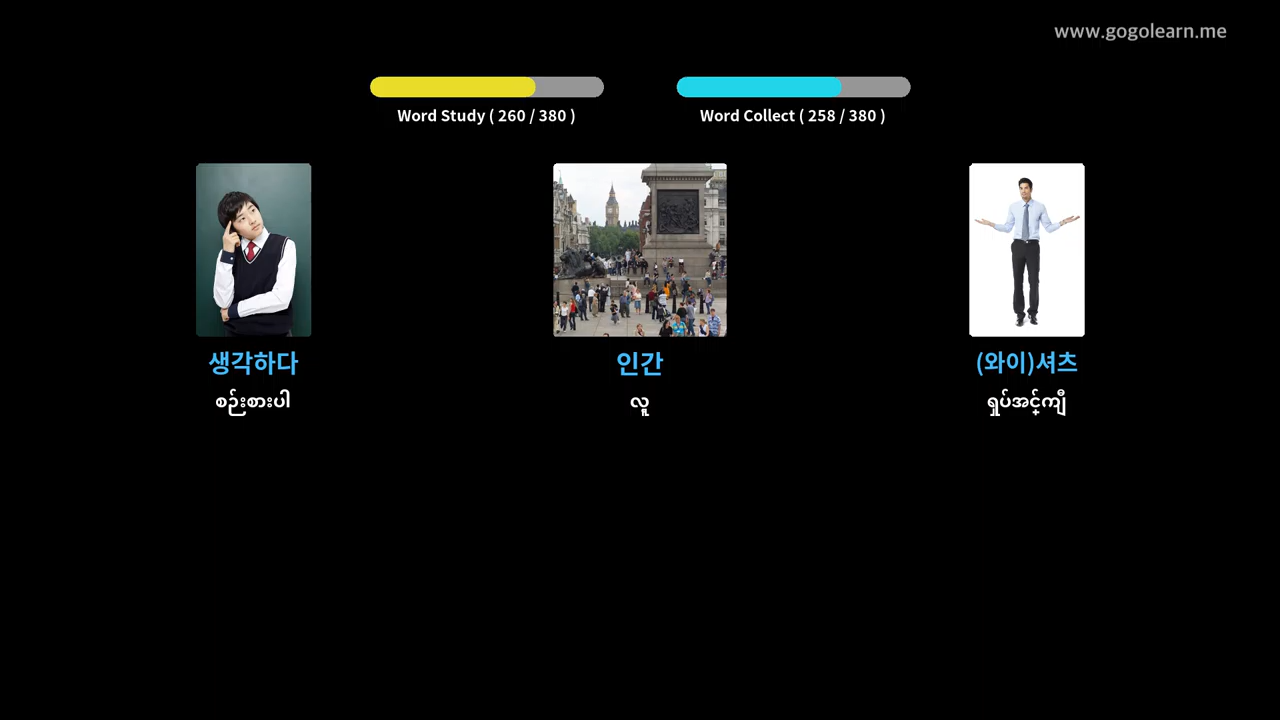 www.gogolearn.me
Word Study ( 260 / 380 )
Word Collect ( 258 / 380 )
생각하다
인간
(와이)셔츠
စဉ်းစားပါ
လူ
ရှပ်အင်္ကျီ